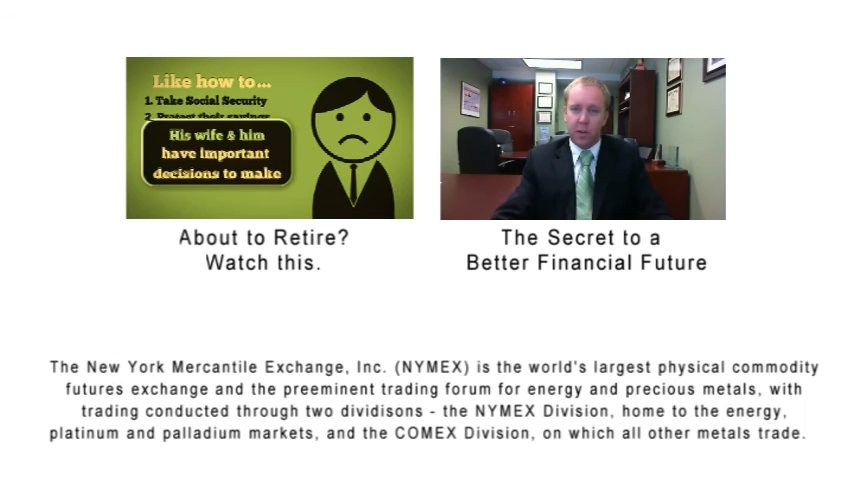 Like how to...
1. Take Social Security
2. Protect their savings
His wife & him
have important
decisions to make
About to Retire?
Watch this.
The Secret to a
Better Financial Future
The New York Mercantile Exchange, Inc. (NYMEX) is the world's largest physical commodity
futures exchange and the preeminent trading forum for energy and precious metals, with
trading conducted through two dividisons - the NYMEX Division, home to the energy,
platinum and palladium markets, and the COMEX Division, on which all other metals trade.